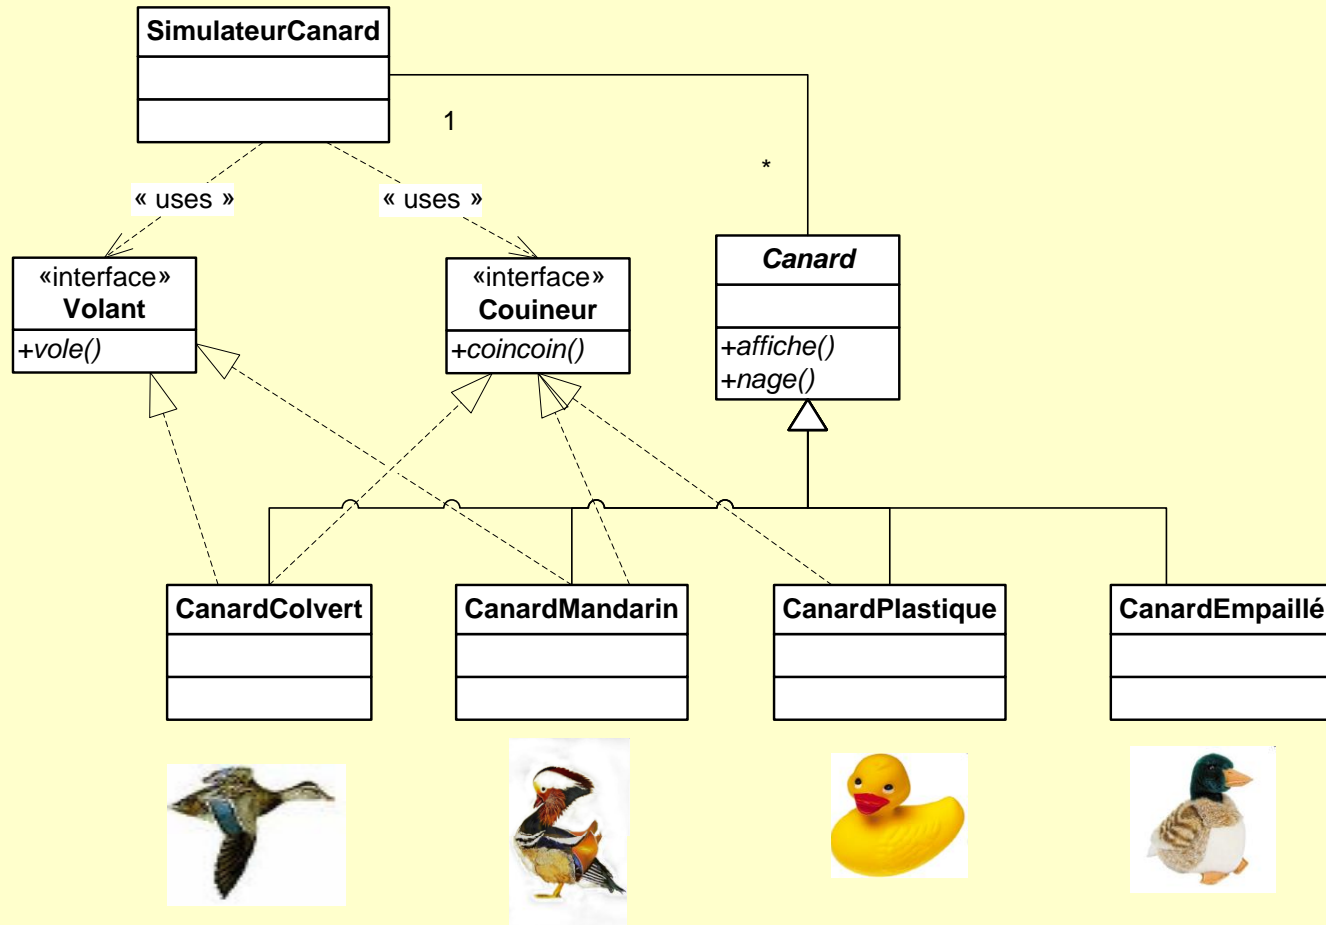 SimulateurCanard
1
*
« uses »
« uses »
«interface»
Volant
+vole()
«interface»
Couineur
+coincoin()
Canard
+affiche()
+nage()
CanardColvert
CanardMandarin
CanardPlastique
CanardEmpaillé